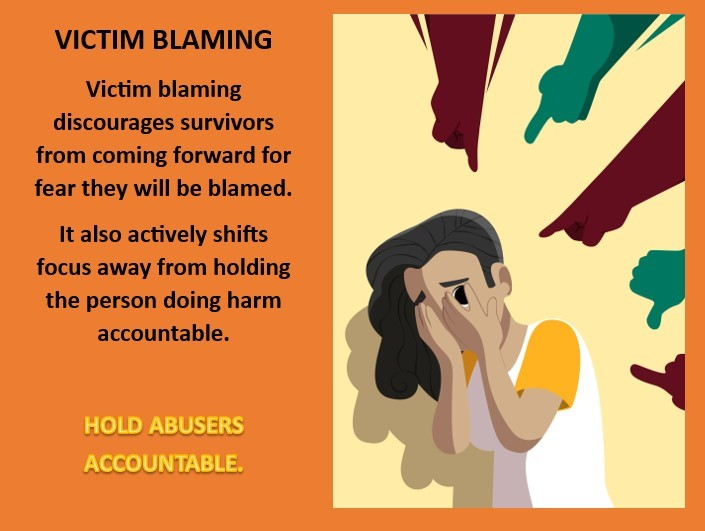 VICTIM BLAMING
Victim blaming
discourages survivors
from coming forward for
fear they will be blamed.
It also actively shifts
focus away from holding
the person doing harm
accountable.
HOLD ABUSERS
ACCOUNTABLE.